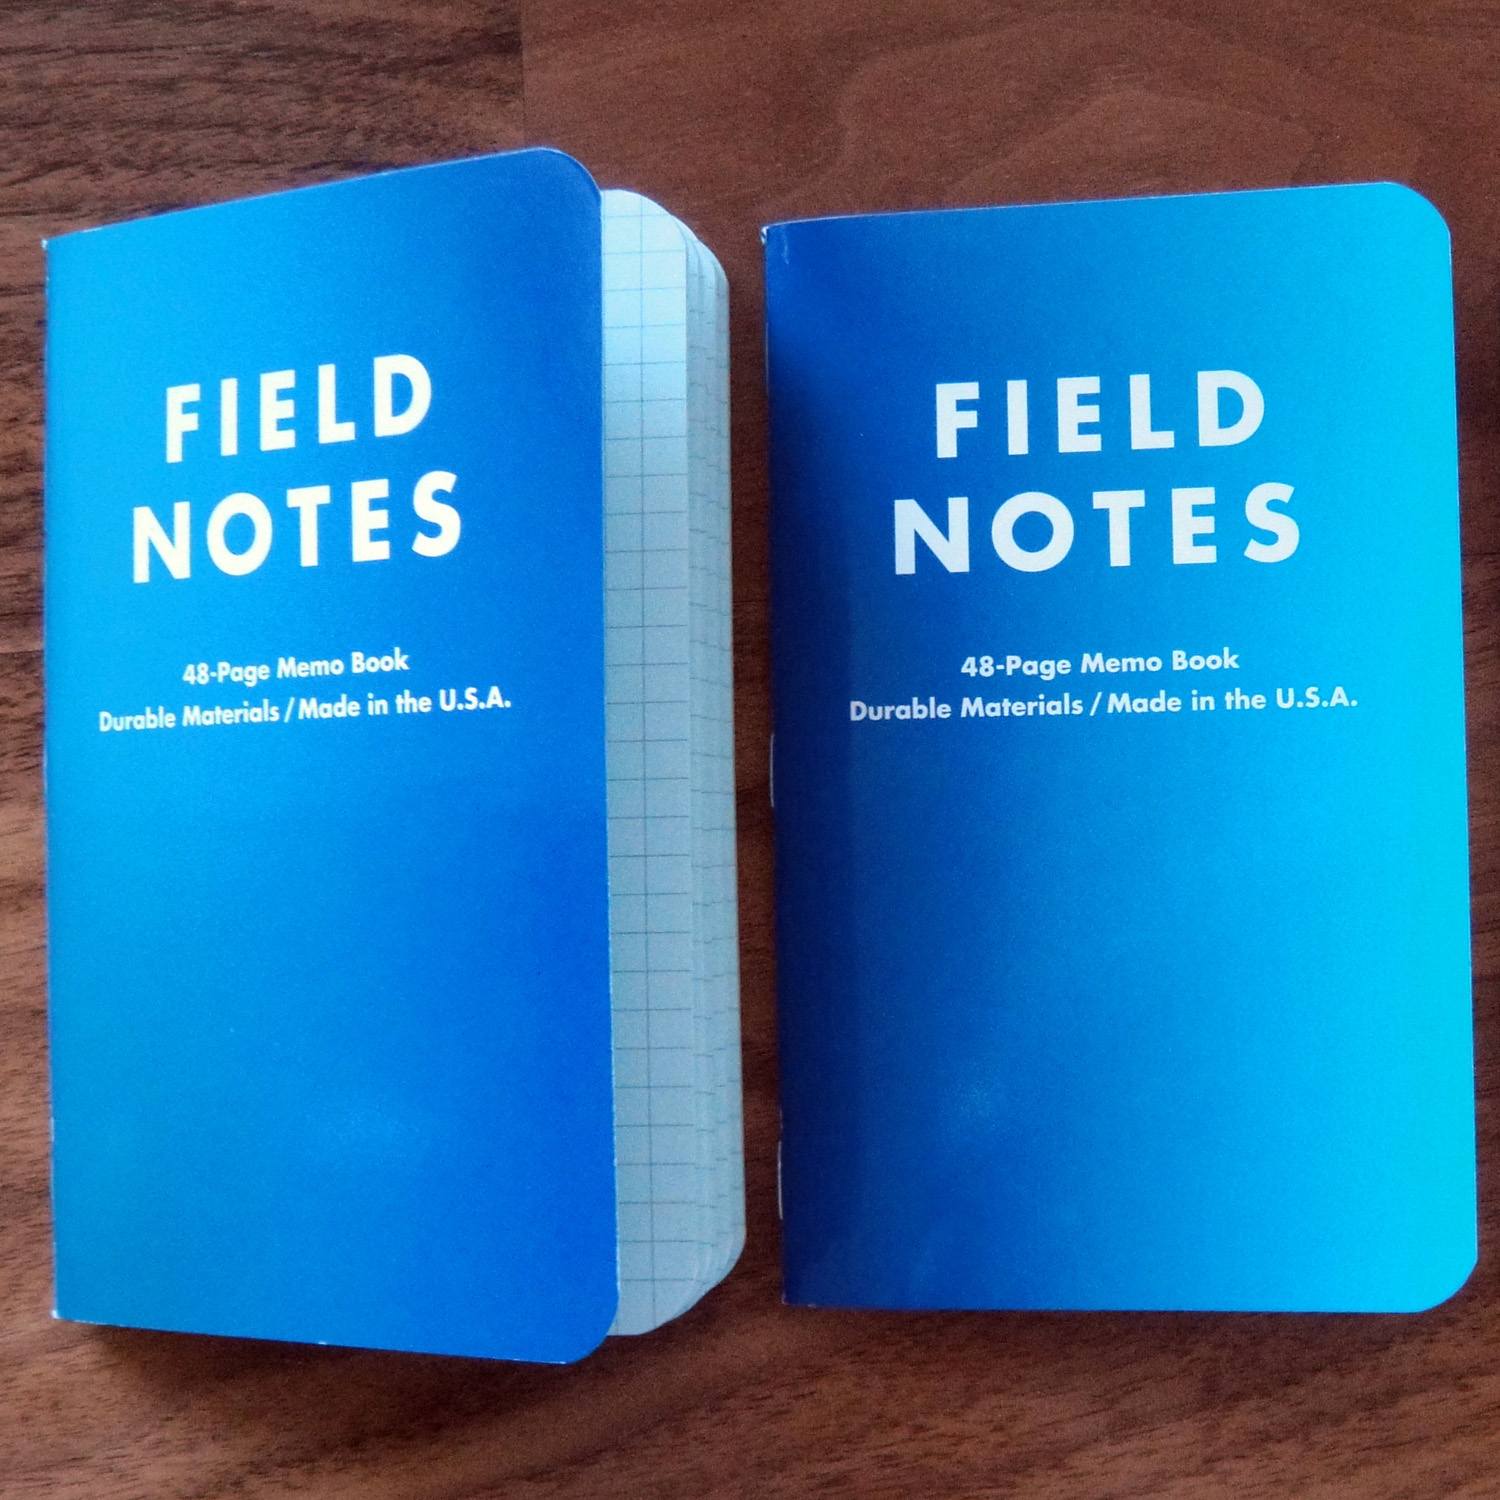 FIELD
NOTES
48-Page Memo Book
Durable Materials / Made in the U.S.A.
FIELD
NOTES
48-Page Memo Book
Durable Materials / Made in the U.S.A.